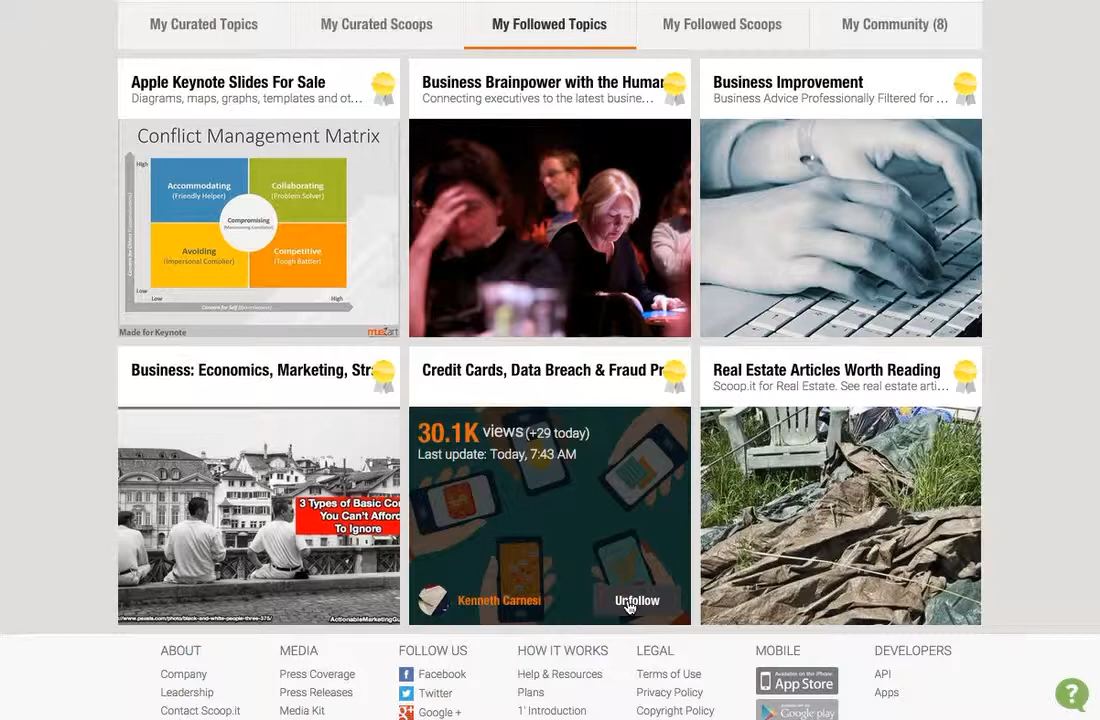 My Curated Topics
My Curated Scoops
My Followed Topics
My Followed Scoops
My Community (8)
Apple Keynote Slides For Sale
Diagrams, maps, graphs, templates and ot...
Business Brainpower with the Human
Connecting executives to the latest busine...
Business Improvement
Business Advice Professionally Filtered for ...
Conflict Management Matrix
High
Accommodating
(Friendly Helper)
Collaborating
(Problem Solver)
Compromising
Avoiding
(Impersonal Complier)
Competitive
(Tough Battler)
Low
Low
High
Made for Keynote
Business: Economics, Marketing, Str
Credit Cards, Data Breach & Fraud Pr
Real Estate Articles Worth Reading
Scoop.it for Real Estate. See real estate arti...
3 Types of Basic Co
You Can't Affor
To Ignore
30.1K views (+29 today)
Last update: Today, 7:43 AM
Kenneth Carnesi
Unfollow
ABOUT
Company
Leadership
Contact Scoop.it
MEDIA
Press Coverage
Press Releases
Media Kit
FOLLOW US
Facebook
Twitter
Google +
HOW IT WORKS
Help & Resources
Plans
1' Introduction
LEGAL
Terms of Use
Privacy Policy
Copyright Policy
MOBILE
Available on the iPhone
App Store
Google play
DEVELOPERS
API
Apps
?